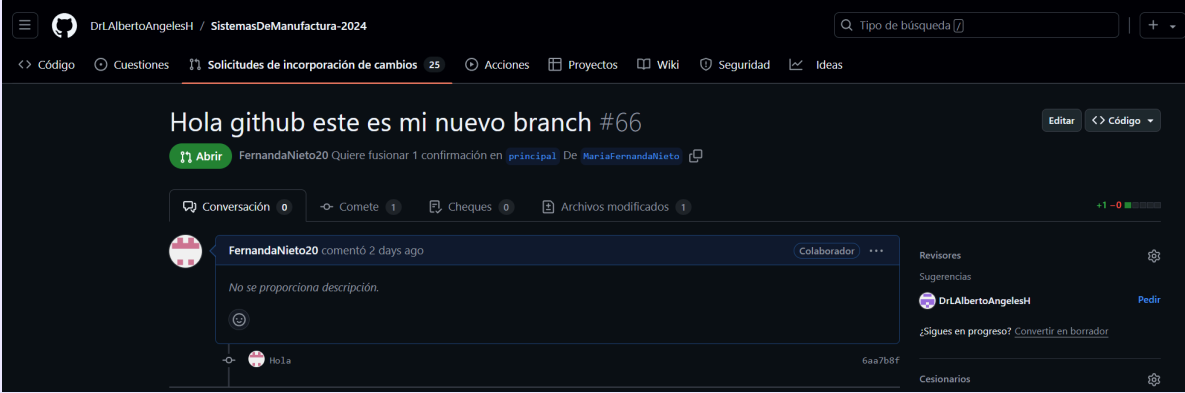 DrLAlbertoAngelesH / SistemasDeManufactura-2024
Tipo de búsqueda /
<> Código Cuestiones Solicitudes de incorporación de cambios 25 Acciones Proyectos Wiki Seguridad Ideas
Hola github este es mi nuevo branch #66
Editar <> Código
Abrir FernandaNieto20 Quiere fusionar 1 confirmación en principal De MariaFernandaNieto
Conversación 0 Comete 1 Cheques 0 Archivos modificados 1
+1 −0
FernandaNieto20 comentó 2 days ago Colaborador ...
No se proporciona descripción.
Hola 6aa7b8f
Revisores
Sugerencias
DrLAlbertoAngelesH Pedir
¿Sigues en progreso? Convertir en borrador
Cesionarios